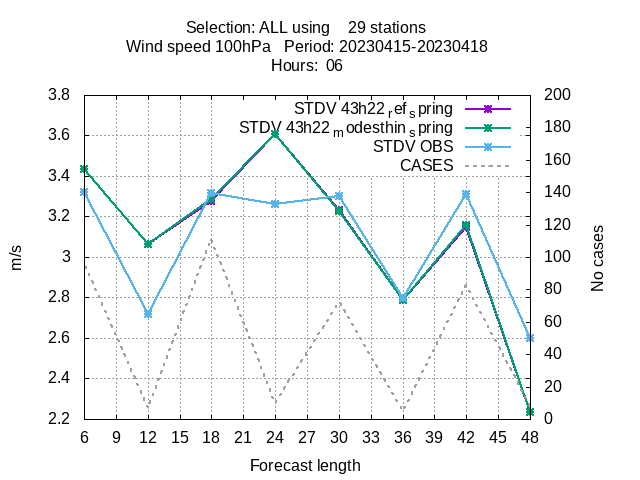 Selection: ALL using    29 stations
Wind speed 100hPa   Period: 20230415-20230418
Hours:  06
STDV 43h22 ref spring
STDV 43h22 modesthin spring
STDV OBS
CASES
3.8
3.6
3.4
3.2
3
2.8
2.6
2.4
2.2
m/s
200
180
160
140
120
100
80
60
40
20
0
No cases
6 9 12 15 18 21 24 27 30 33 36 39 42 45 48
Forecast length